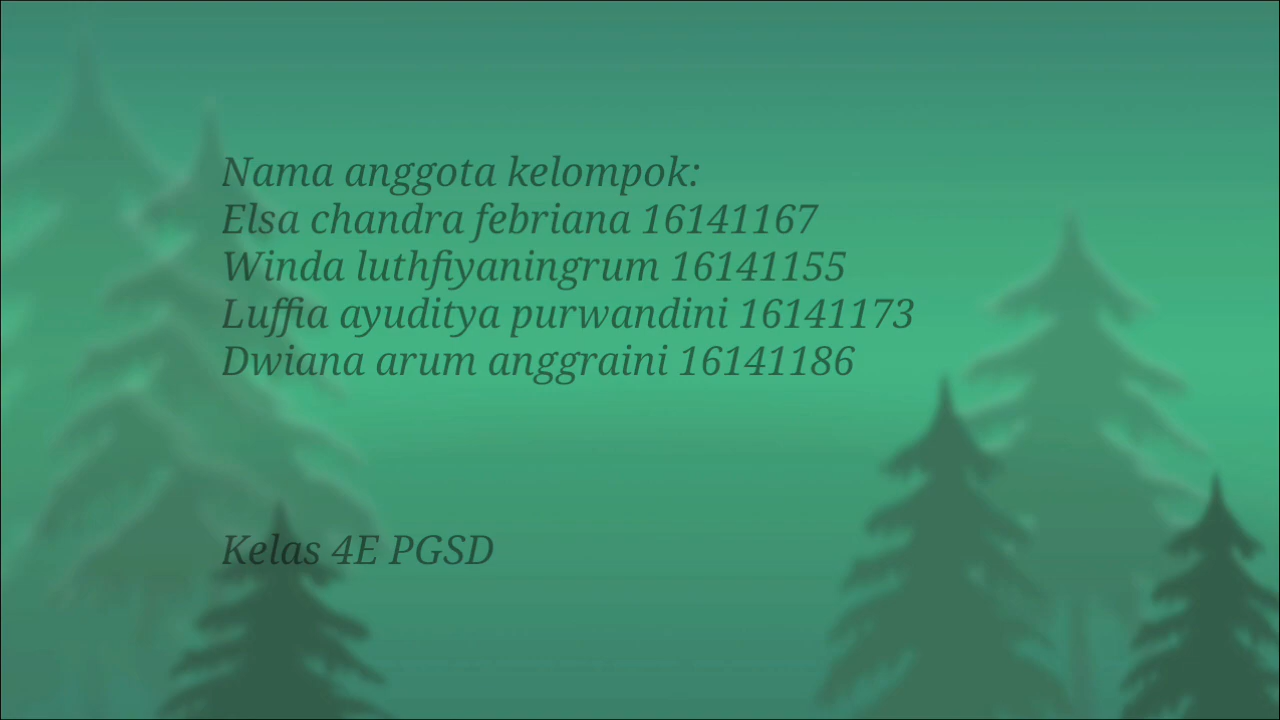 Nama anggota kelompok:
Elsa chandra febriana 16141167
Winda luthfiyaningrum 16141155
Luffia ayuditya purwandini 16141173
Dwiana arum anggraini 16141186
Kelas 4E PGSD